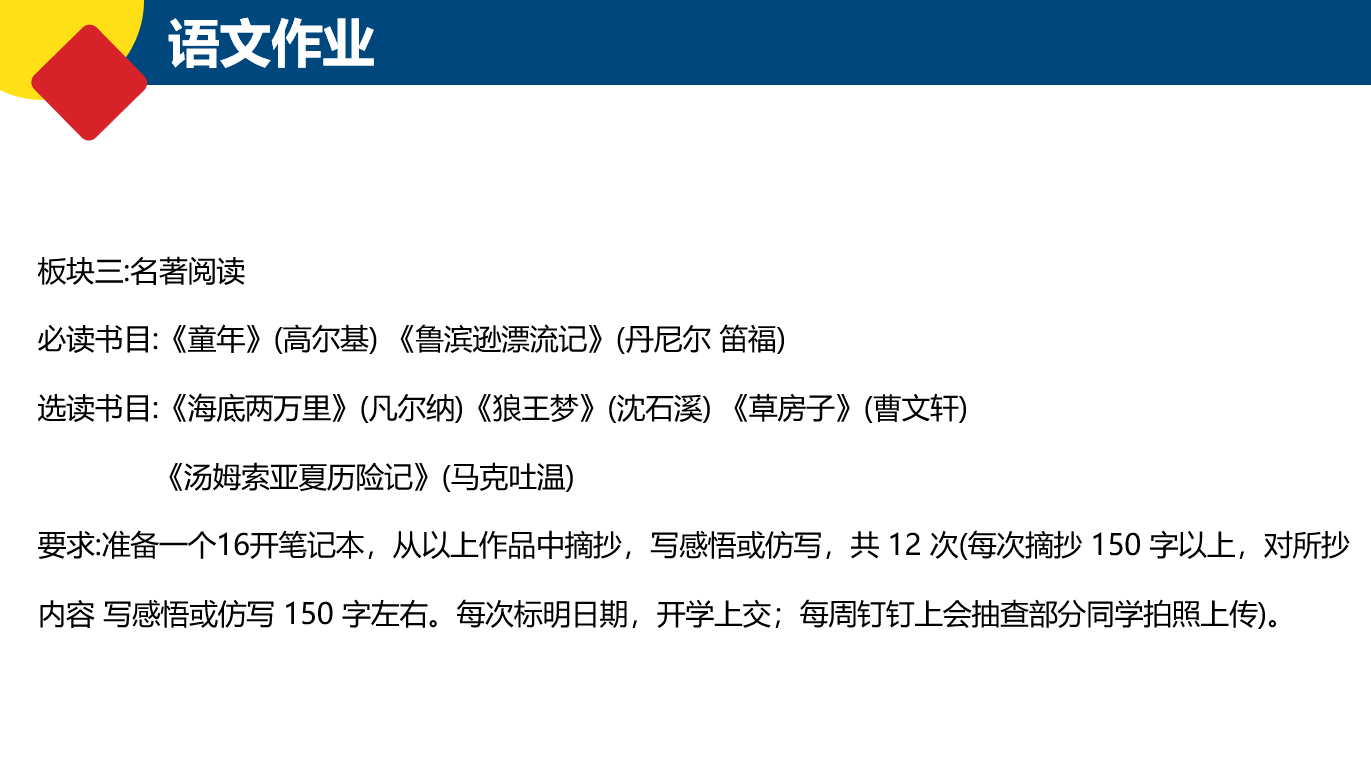 语文作业
板块三:名著阅读
必读书目:《童年》(高尔基) 《鲁滨逊漂流记》(丹尼尔 笛福)
选读书目:《海底两万里》(凡尔纳)《狼王梦》(沈石溪) 《草房子》(曹文轩)
《汤姆索亚夏历险记》(马克吐温)
要求:准备一个16开笔记本，从以上作品中摘抄，写感悟或仿写，共 12 次(每次摘抄 150 字以上，对所抄
内容 写感悟或仿写 150 字左右。每次标明日期，开学上交；每周钉钉上会抽查部分同学拍照上传)。